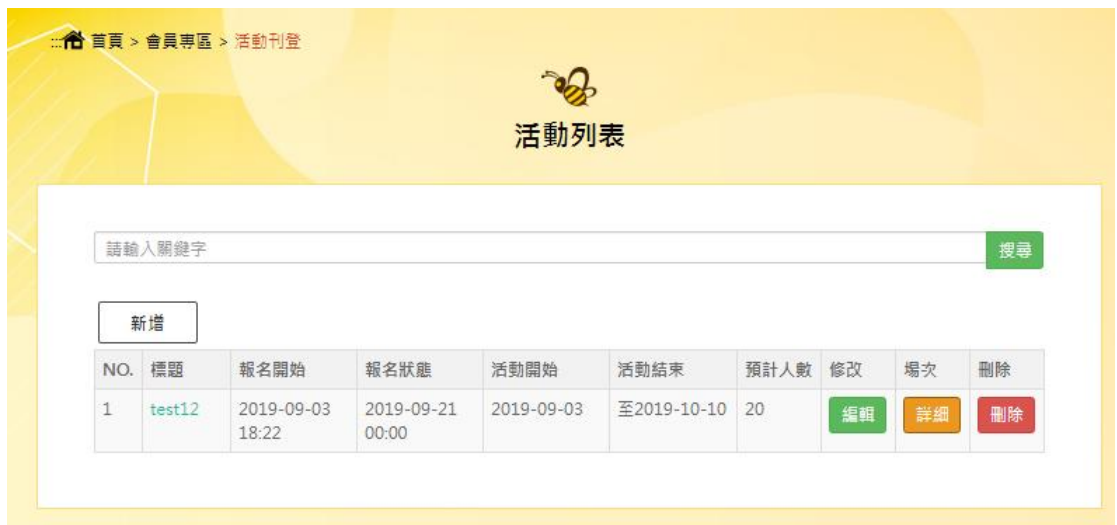 :::首頁 > 會員專區 > 活動刊登
活動列表
請輸入關鍵字 搜尋
新增
NO. 標題 報名開始 報名狀態 活動開始 活動結束 預計人數 修改 場次 刪除
1 test12 2019-09-03 2019-09-21 2019-09-03 至2019-10-10 20 編輯 詳細 刪除
18:22 00:00